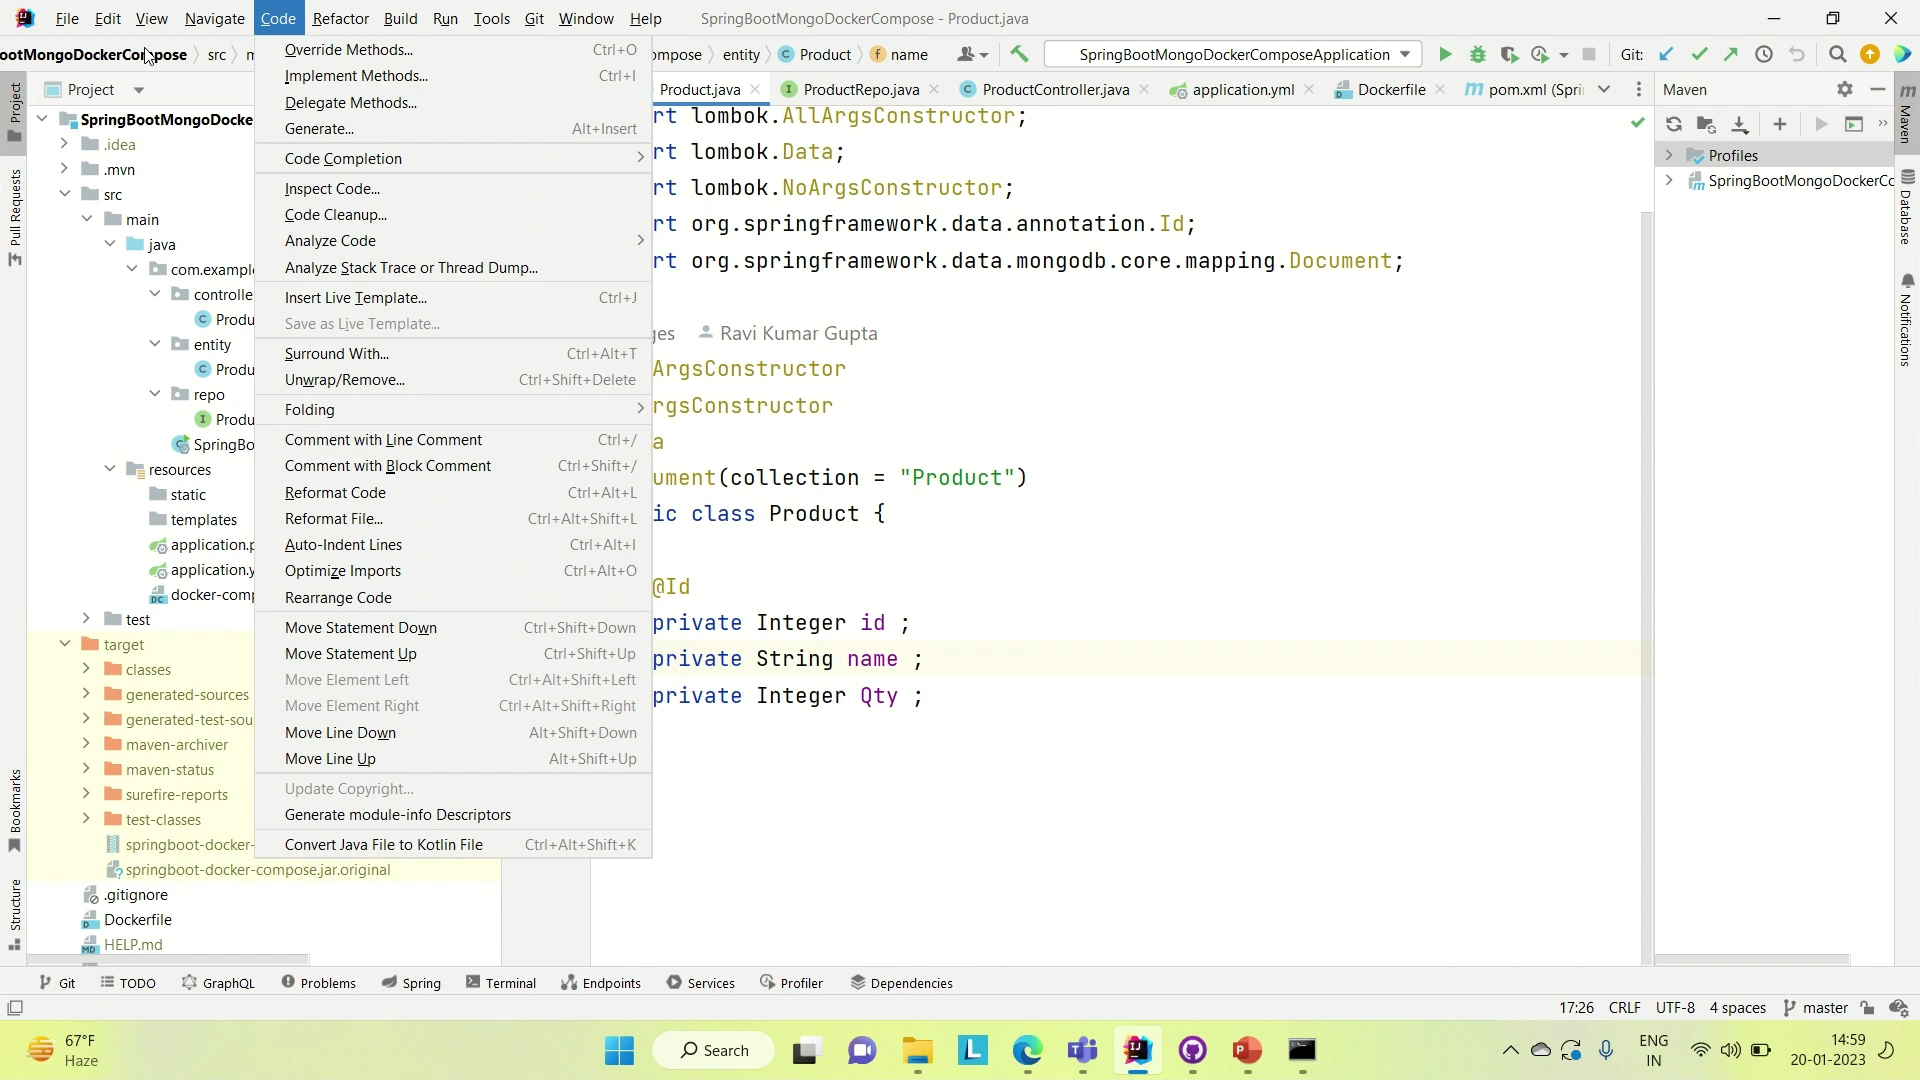 File Edit View Navigate Code Refactor Build Run Tools Git Window Help SpringBootMongoDockerCompose - Product.java
ootMongoDockerCompose src m
ompose entity Product name SpringBootMongoDockerComposeApplication Git:
Project
Product.java ProductRepo.java ProductController.java application.yml Dockerfile pom.xml (Spri
Maven
Project
Pull Requests
Bookmarks
Structure
SpringBootMongoDocke
.idea
.mvn
src
main
java
com.example
controlle
Produ
entity
Produ
repo
Produ
SpringBo
resources
static
templates
application.p
application.y
docker-comp
test
target
classes
generated-sources
generated-test-sou
maven-archiver
maven-status
surefire-reports
test-classes
springboot-docker-
springboot-docker-compose.jar.original
.gitignore
Dockerfile
HELP.md
Override Methods... Ctrl+O
Implement Methods... Ctrl+I
Delegate Methods...
Generate... Alt+Insert
Code Completion
Inspect Code...
Code Cleanup...
Analyze Code
Analyze Stack Trace or Thread Dump...
Insert Live Template... Ctrl+J
Save as Live Template...
Surround With... Ctrl+Alt+T
Unwrap/Remove... Ctrl+Shift+Delete
Folding
Comment with Line Comment Ctrl+/
Comment with Block Comment Ctrl+Shift+/
Reformat Code Ctrl+Alt+L
Reformat File... Ctrl+Alt+Shift+L
Auto-Indent Lines Ctrl+Alt+I
Optimize Imports Ctrl+Alt+O
Rearrange Code
Move Statement Down Ctrl+Shift+Down
Move Statement Up Ctrl+Shift+Up
Move Element Left Ctrl+Alt+Shift+Left
Move Element Right Ctrl+Alt+Shift+Right
Move Line Down Alt+Shift+Down
Move Line Up Alt+Shift+Up
Update Copyright...
Generate module-info Descriptors
Convert Java File to Kotlin File Ctrl+Alt+Shift+K
rt lombok.AllArgsConstructor;
rt lombok.Data;
rt lombok.NoArgsConstructor;
rt org.springframework.data.annotation.Id;
rt org.springframework.data.mongodb.core.mapping.Document;
ges Ravi Kumar Gupta
ArgsConstructor
rgsConstructor
a
ument(collection = "Product")
ic class Product {
@Id
private Integer id ;
private String name ;
private Integer Qty ;
Profiles
SpringBootMongoDockerCo
Maven
Database
Notifications
Git TODO GraphQL Problems Spring Terminal Endpoints Services Profiler Dependencies
17:26 CRLF UTF-8 4 spaces master
67°F
Haze
Search
ENG
IN
14:59
20-01-2023